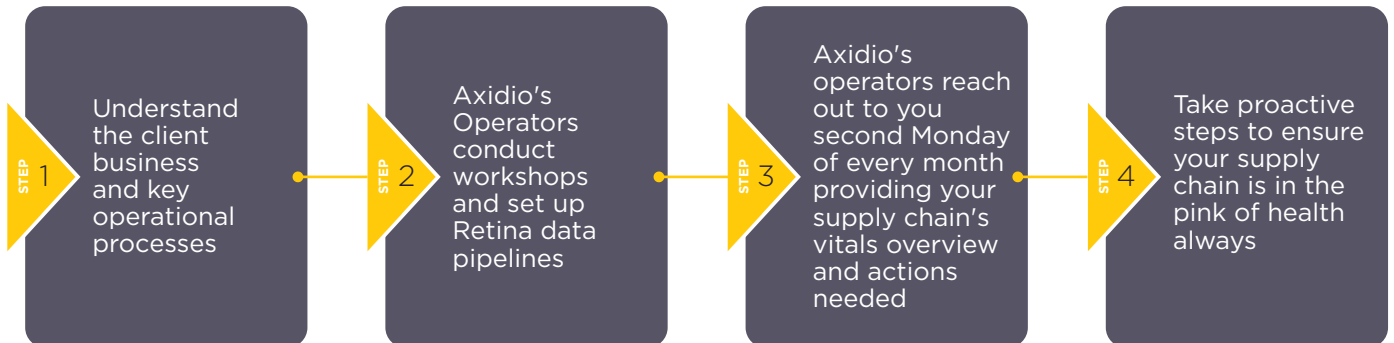 STEP 1
Understand
the client
business
and key
operational
processes
STEP 2
Axidio's
Operators
conduct
workshops
and set up
Retina data
pipelines
STEP 3
Axidio's
operators reach
out to you
second Monday
of every month
providing your
supply chain's
vitals overview
and actions
needed
STEP 4
Take proactive
steps to ensure
your supply
chain is in the
pink of health
always